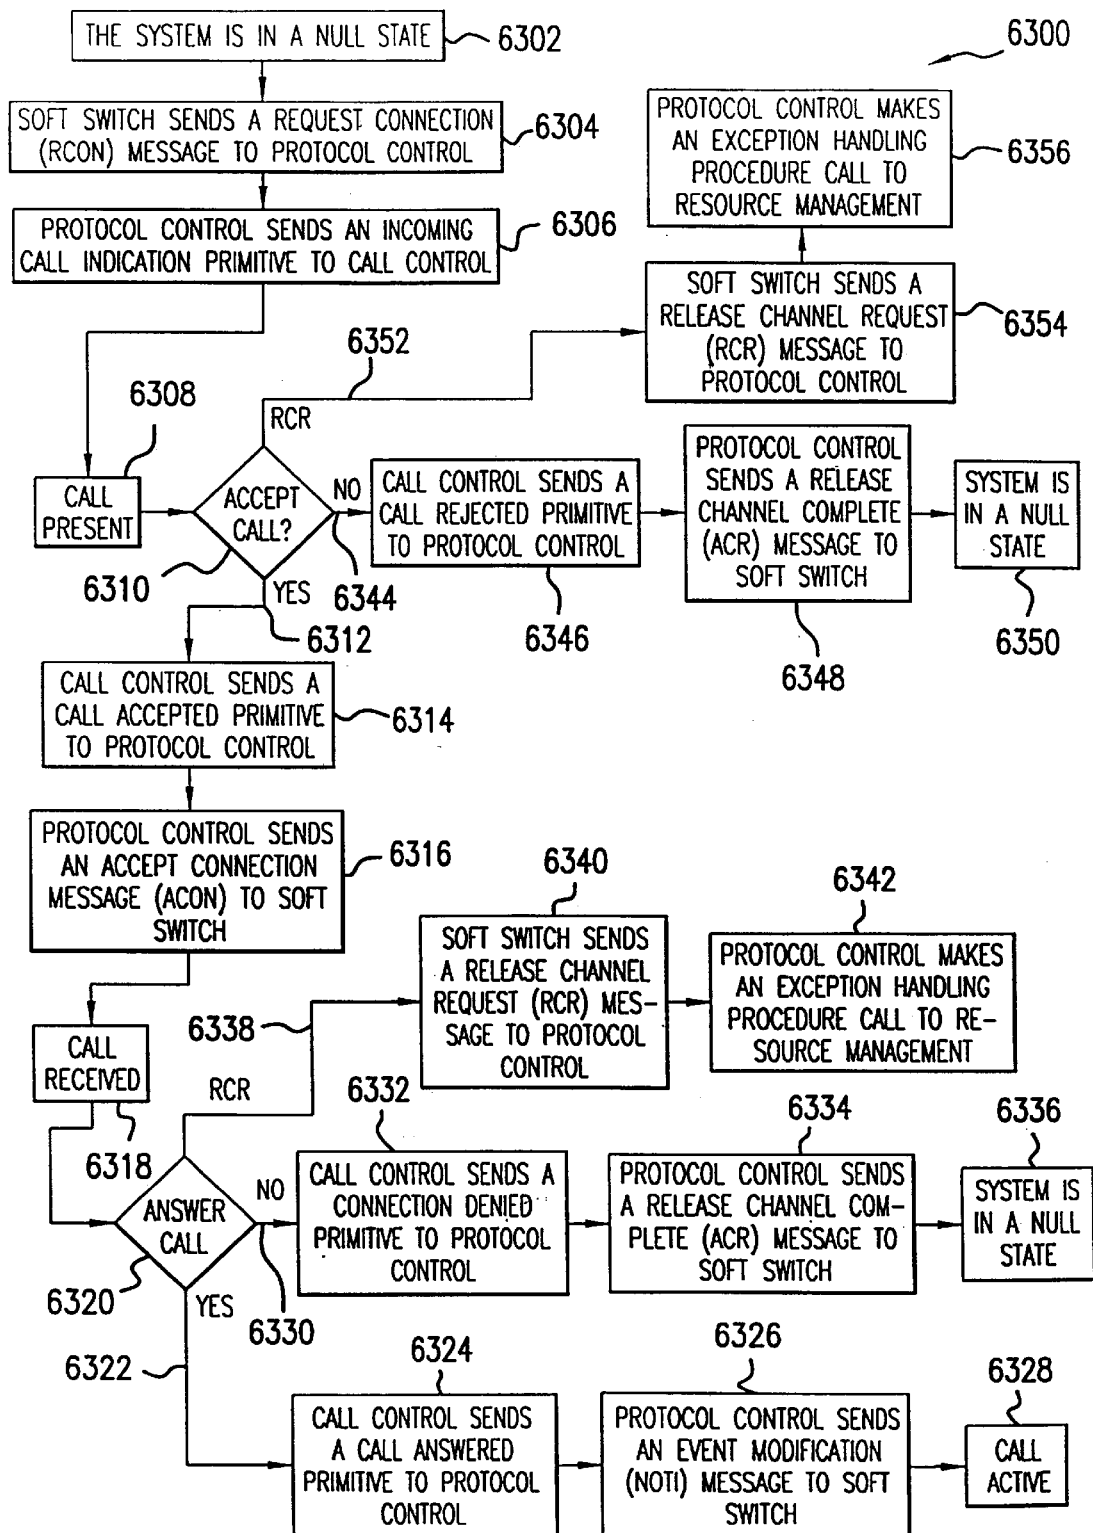 THE SYSTEM IS IN A NULL STATE
6302
6300
SOFT SWITCH SENDS A REQUEST CONNECTION
(RCON) MESSAGE TO PROTOCOL CONTROL
6304
PROTOCOL CONTROL MAKES
AN EXCEPTION HANDLING
PROCEDURE CALL TO
RESOURCE MANAGEMENT
6356
PROTOCOL CONTROL SENDS AN INCOMING
CALL INDICATION PRIMITIVE TO CALL CONTROL
6306
SOFT SWITCH SENDS A
RELEASE CHANNEL REQUEST
(RCR) MESSAGE TO
PROTOCOL CONTROL
6354
6352
RCR
6308
CALL
PRESENT
ACCEPT
CALL?
6310
NO
6344
CALL CONTROL SENDS A
CALL REJECTED PRIMITIVE
TO PROTOCOL CONTROL
6346
PROTOCOL CONTROL
SENDS A RELEASE
CHANNEL COMPLETE
(ACR) MESSAGE TO
SOFT SWITCH
6348
SYSTEM IS
IN A NULL
STATE
6350
YES
6312
CALL CONTROL SENDS A
CALL ACCEPTED PRIMITIVE
TO PROTOCOL CONTROL
6314
PROTOCOL CONTROL SENDS
AN ACCEPT CONNECTION
MESSAGE (ACON) TO SOFT
SWITCH
6316
6340
SOFT SWITCH SENDS
A RELEASE CHANNEL
REQUEST (RCR) MES-
SAGE TO PROTOCOL
CONTROL
6342
PROTOCOL CONTROL MAKES
AN EXCEPTION HANDLING
PROCEDURE CALL TO RE-
SOURCE MANAGEMENT
6338
RCR
CALL
RECEIVED
6318
ANSWER
CALL
6320
NO
6330
6332
CALL CONTROL SENDS A
CONNECTION DENIED
PRIMITIVE TO PROTOCOL
CONTROL
6334
PROTOCOL CONTROL SENDS
A RELEASE CHANNEL COM-
PLETE (ACR) MESSAGE TO
SOFT SWITCH
6336
SYSTEM IS
IN A NULL
STATE
YES
6322
6324
CALL CONTROL SENDS
A CALL ANSWERED
PRIMITIVE TO PROTOCOL
CONTROL
6326
PROTOCOL CONTROL SENDS
AN EVENT MODIFICATION
(NOTI) MESSAGE TO SOFT
SWITCH
6328
CALL
ACTIVE